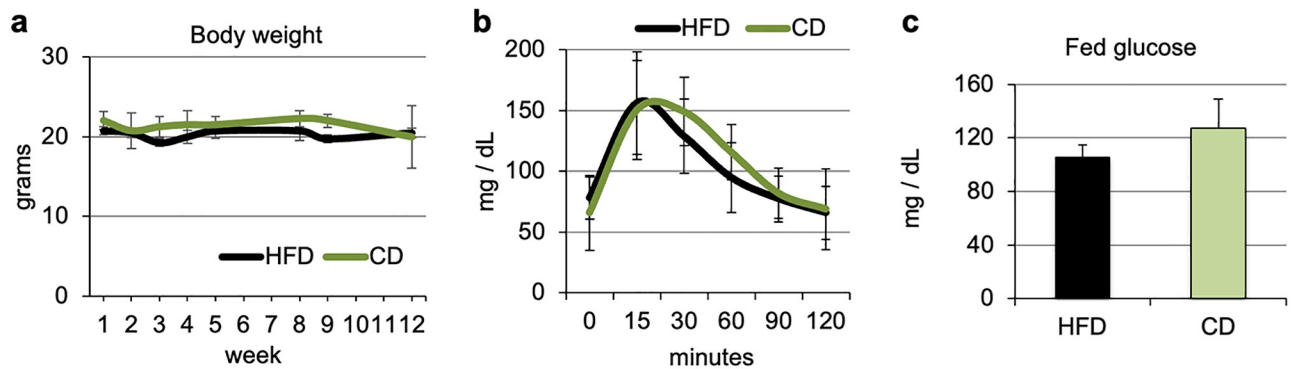 a
Body weight
30
20
10
0
grams
HFD CD
1 2 3 4 5 6 7 8 9 10 11 12
week
b
HFD CD
200
150
100
50
0
mg / dL
0 15 30 60 90 120
minutes
c
Fed glucose
160
120
80
40
0
mg / dL
HFD CD